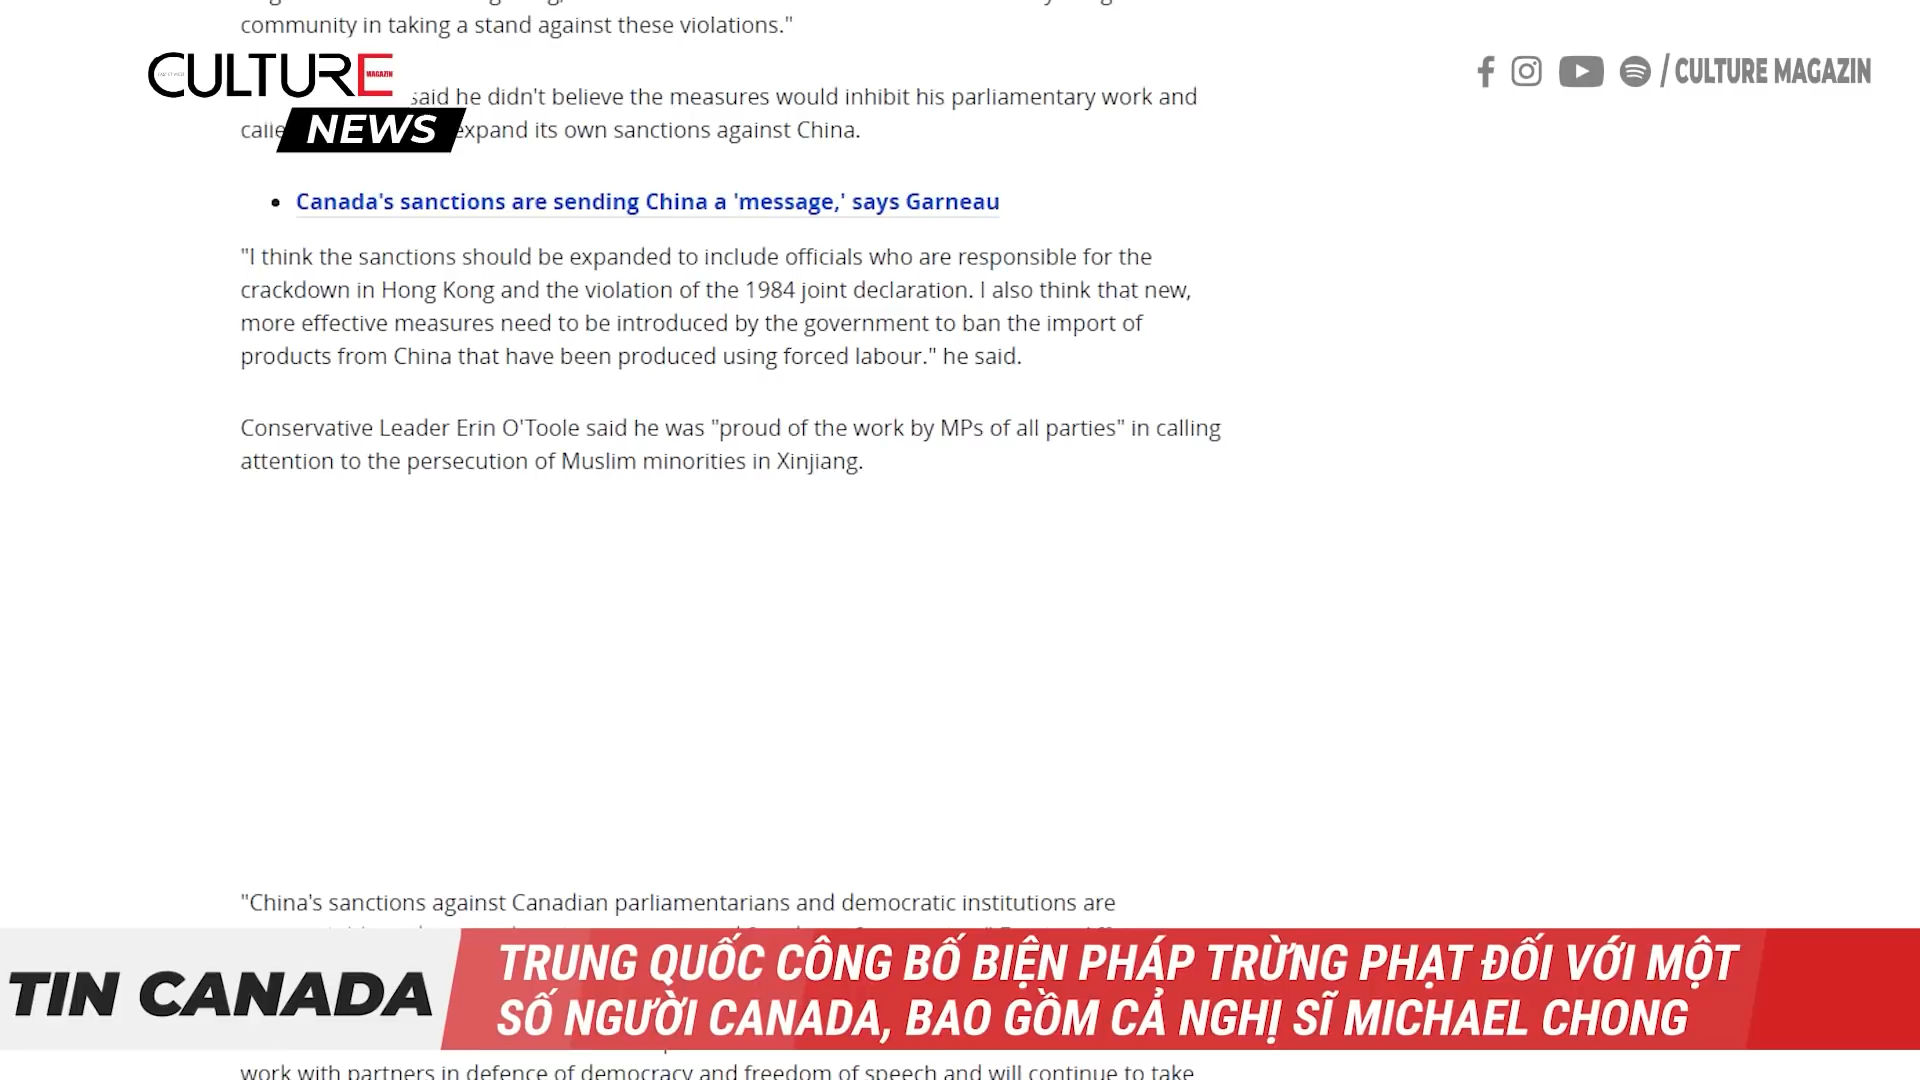 community in taking a stand against these violations."
CULTURE
MAGAZIN
NEWS
/ CULTURE MAGAZIN
said he didn't believe the measures would inhibit his parliamentary work and
expand its own sanctions against China.
• Canada's sanctions are sending China a 'message,' says Garneau
"I think the sanctions should be expanded to include officials who are responsible for the
crackdown in Hong Kong and the violation of the 1984 joint declaration. I also think that new,
more effective measures need to be introduced by the government to ban the import of
products from China that have been produced using forced labour." he said.
Conservative Leader Erin O'Toole said he was "proud of the work by MPs of all parties" in calling
attention to the persecution of Muslim minorities in Xinjiang.
"China's sanctions against Canadian parliamentarians and democratic institutions are
TIN CANADA
TRUNG QUỐC CÔNG BỐ BIỆN PHÁP TRỪNG PHẠT ĐỐI VỚI MỘT
SỐ NGƯỜI CANADA, BAO GỒM CẢ NGHỊ SĨ MICHAEL CHONG
work with partners in defence of democracy and freedom of speech and will continue to take